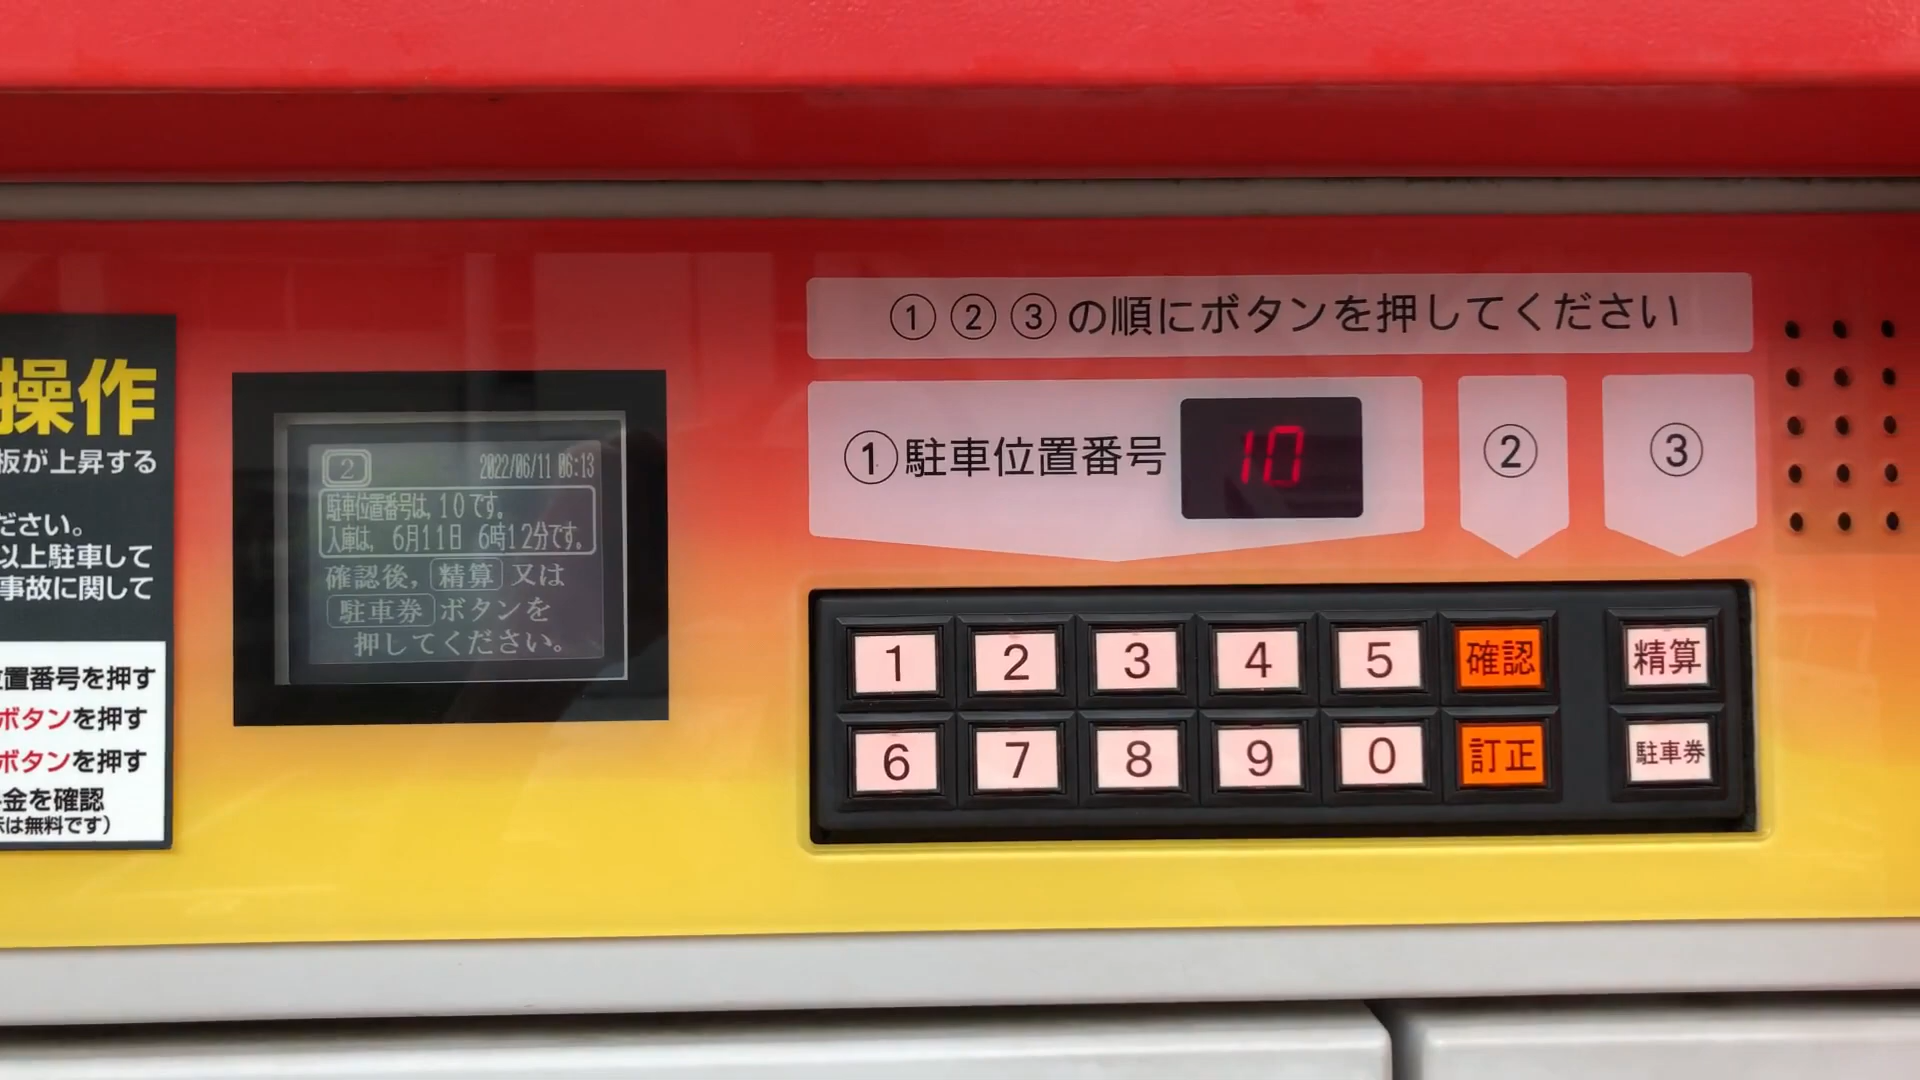 操作
板が上昇する
ださい。
以上駐車して
事故に関して
位置番号を押す
ボタンを押す
ボタンを押す
金を確認
は無料です)
2
2022/06/11 06:13
駐車位置番号は,10です。
入庫は, 6月11日 6時12分です。
確認後, 精算 又は
駐車券 ボタンを
押してください。
① ② ③ の順にボタンを押してください
①駐車位置番号 10 ② ③
1 2 3 4 5 確認 精算
6 7 8 9 0 訂正 駐車券